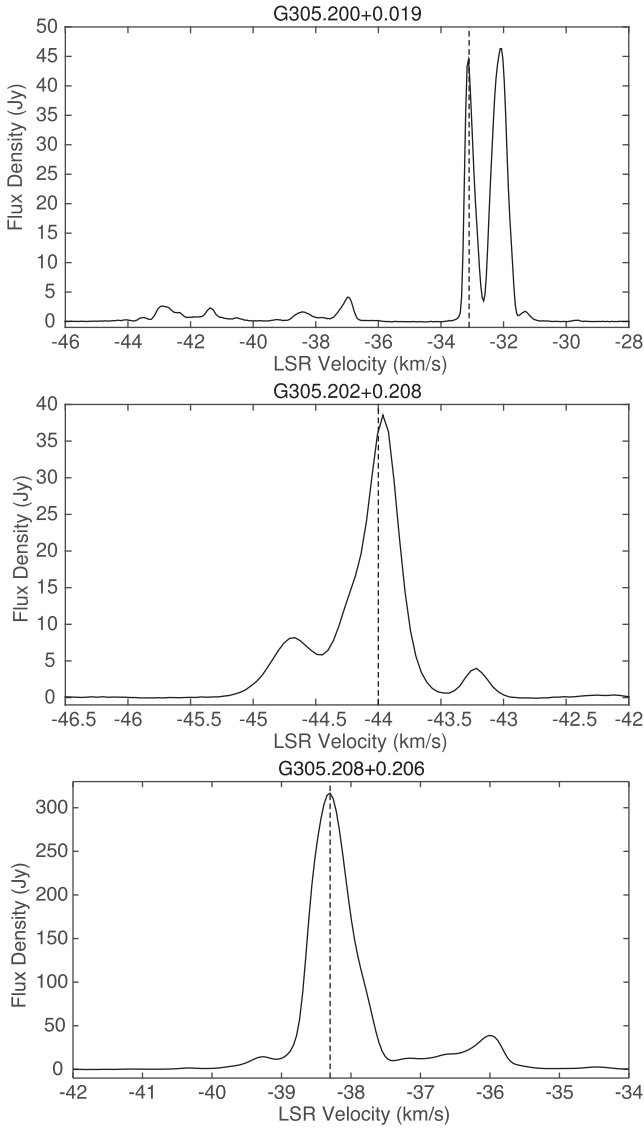 G305.200+0.019
50
45
40
35
30
25
20
15
10
5
0
Flux Density (Jy)
-46 -44 -42 -40 -38 -36 -34 -32 -30 -28
LSR Velocity (km/s)
G305.202+0.208
40
35
30
25
20
15
10
5
0
Flux Density (Jy)
-46.5 -46 -45.5 -45 -44.5 -44 -43.5 -43 -42.5 -42
LSR Velocity (km/s)
G305.208+0.206
300
250
200
150
100
50
0
Flux Density (Jy)
-42 -41 -40 -39 -38 -37 -36 -35 -34
LSR Velocity (km/s)